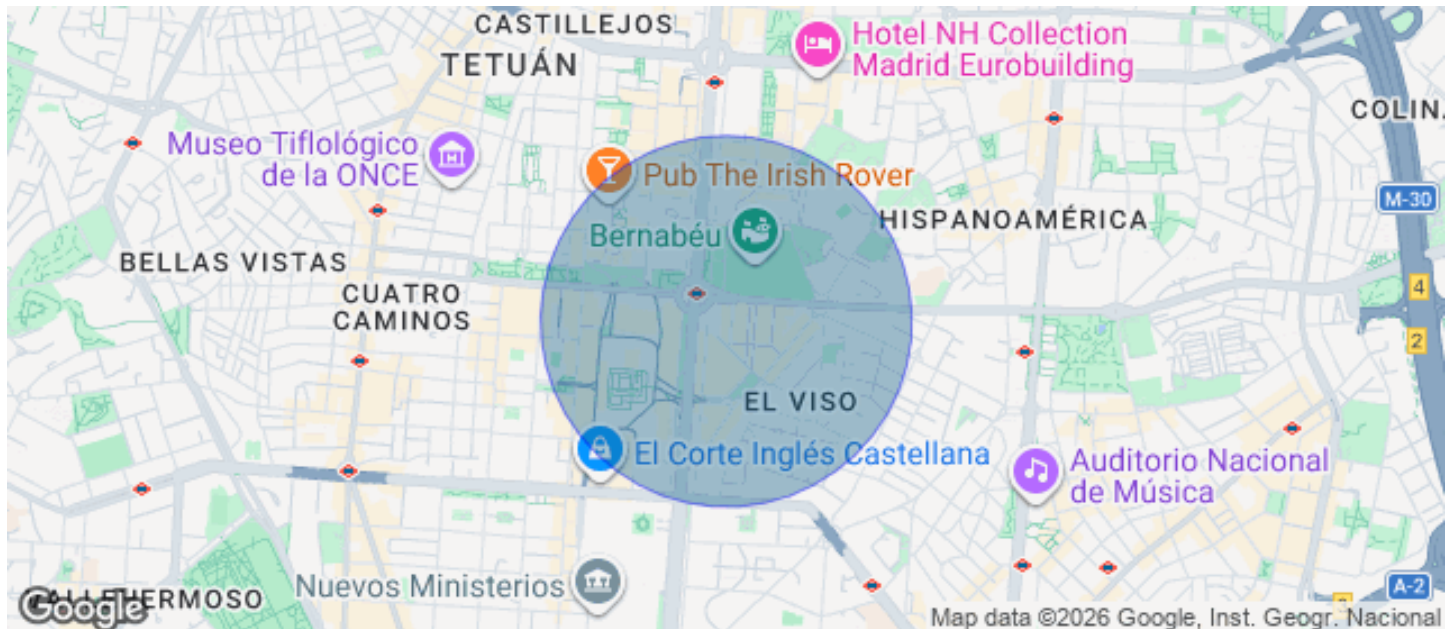 CASTILLEJOS
TETUÁN
Hotel NH Collection
Madrid Eurobuilding
COLIN
Museo Tiflológico
de la ONCE
Pub The Irish Rover
M-30
HISPANOAMÉRICA
Bernabéu
BELLAS VISTAS
CUATRO
CAMINOS
4
2
EL VISO
El Corte Inglés Castellana
Auditorio Nacional
de Música
Nuevos Ministerios
A-2
Google
Map data ©2026 Google, Inst. Geogr. Nacional